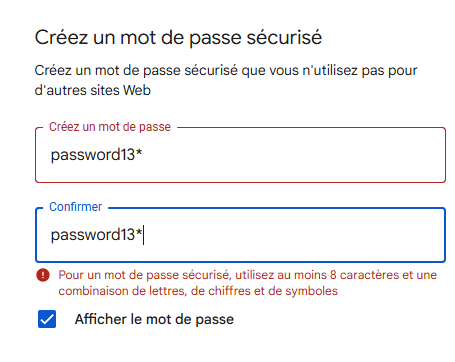 Créez un mot de passe sécurisé
Créez un mot de passe sécurisé que vous n'utilisez pas pour
d'autres sites Web
Créez un mot de passe
password13*
Confirmer
password13*
Pour un mot de passe sécurisé, utilisez au moins 8 caractères et une
combinaison de lettres, de chiffres et de symboles
Afficher le mot de passe